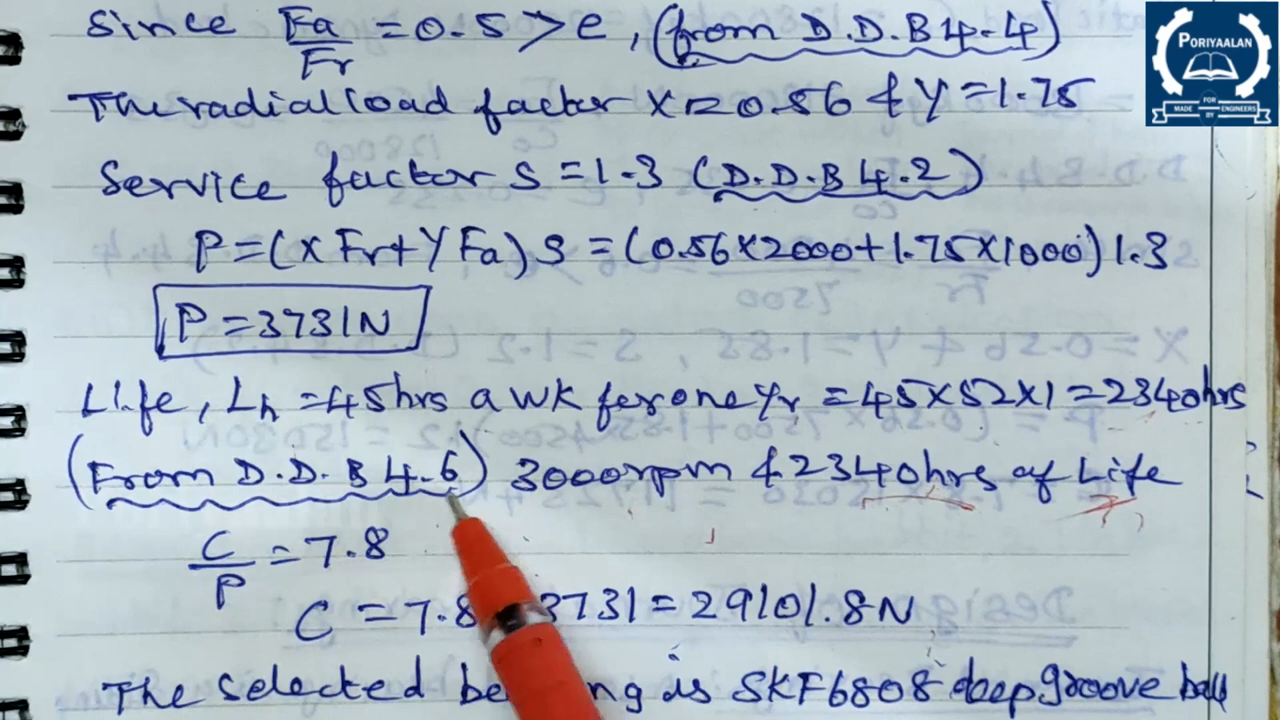 Since Fa/Fr = 0.5 > e, (from D.D.B 4.4)
PORIYAALAN
MADE FOR BY ENGINEERS
The radial load factor X = 0.56 & Y = 1.75
Service factor S = 1.3 (D.D.B 4.2)
P = (X Fr + Y Fa) S = (0.56 × 2000 + 1.75 × 1000) 1.3
P = 3731N
Life, Lh = 45hrs a wk for one yr = 45×52×1 = 2340hrs
(From D.D.B 4.6) 3000rpm & 2340hrs of Life
C/P = 7.8
C = 7.8 3731 = 29101.8N
The selected is SKF6808 deep groove ball